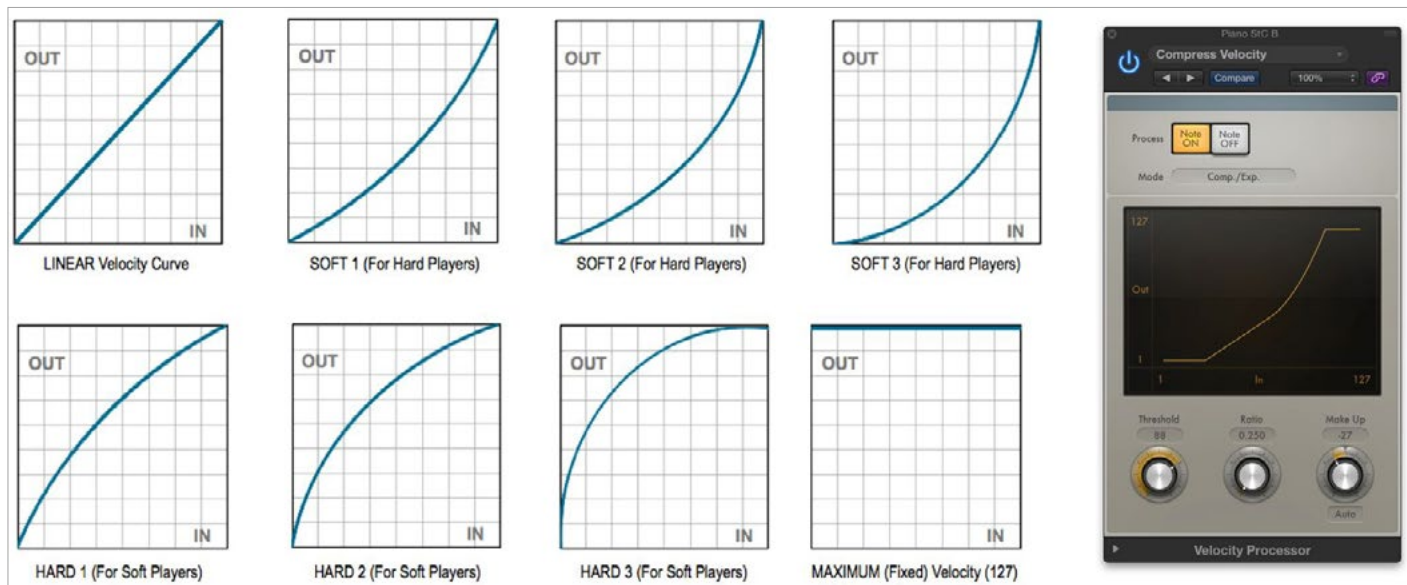 OUT
IN
LINEAR Velocity Curve
OUT
IN
SOFT 1 (For Hard Players)
OUT
IN
SOFT 2 (For Hard Players)
OUT
IN
SOFT 3 (For Hard Players)
OUT
IN
HARD 1 (For Soft Players)
OUT
IN
HARD 2 (For Soft Players)
OUT
IN
HARD 3 (For Soft Players)
OUT
IN
MAXIMUM (Fixed) Velocity (127)
Piano StC B
Compress Velocity
Compare 100%
Process Note ON Note OFF
Mode Comp./Exp.
127
Out
1
1 In 127
Threshold Ratio Make Up
88 0.250 -27
Auto
Velocity Processor